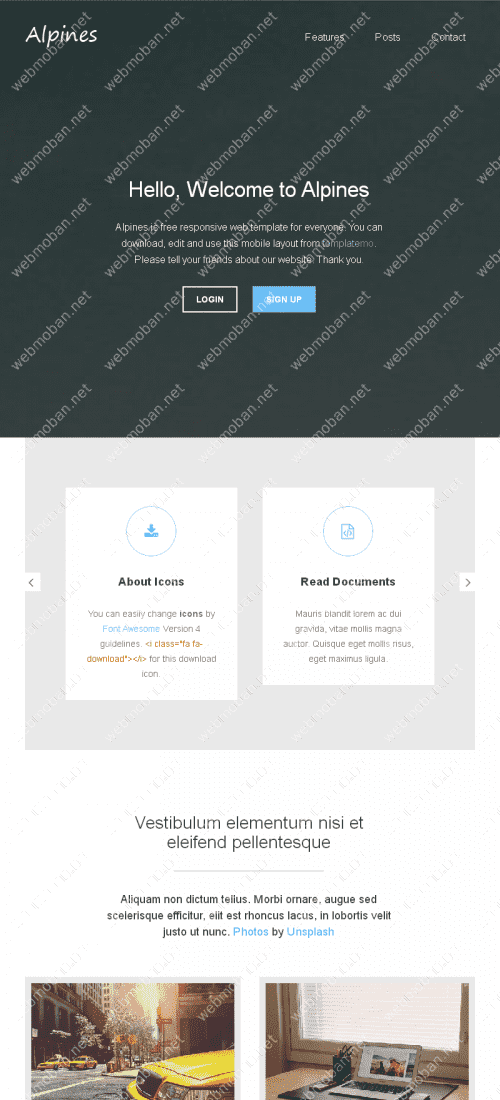 Alpines
Features Posts Contact
Hello, Welcome to Alpines
Alpines is free responsive web template for everyone. You can
download, edit and use this mobile layout from templatemo.
Please tell your friends about our website. Thank you.
LOGIN SIGN UP
About Icons
You can easily change icons by
Font Awesome Version 4
guidelines. <i class="fa fa-
download"></i> for this download
icon.
Read Documents
Mauris blandit lorem ac dui
gravida, vitae mollis magna
auctor. Quisque eget mollis risus,
eget maximus ligula.
Vestibulum elementum nisi et
eleifend pellentesque
Aliquam non dictum tellus. Morbi ornare, augue sed
scelerisque efficitur, elit est rhoncus lacus, in lobortis velit
justo ut nunc. Photos by Unsplash
webmoban.net